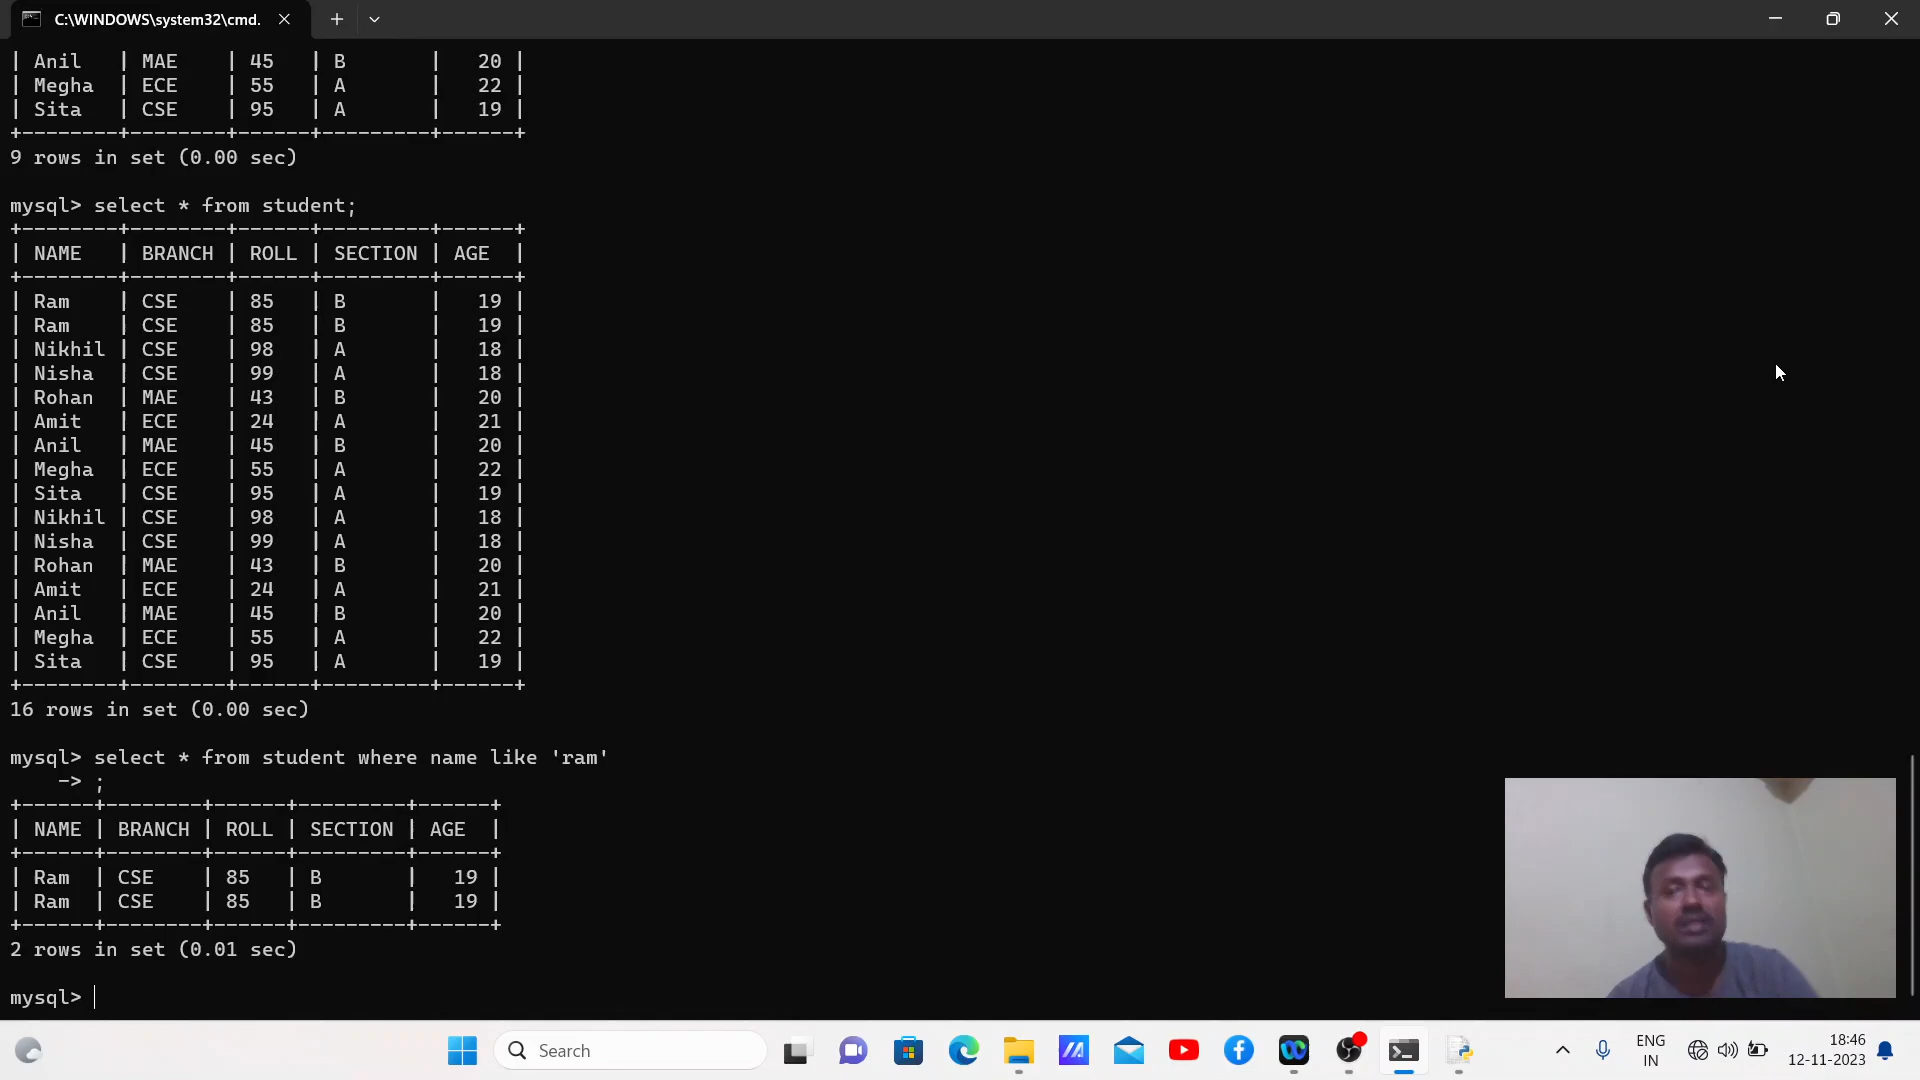 C:\WINDOWS\system32\cmd.
| Anil   | MAE    | 45   | B       |   20 |
| Megha  | ECE    | 55   | A       |   22 |
| Sita   | CSE    | 95   | A       |   19 |
+--------+--------+------+---------+------+
9 rows in set (0.00 sec)
mysql> select * from student;
+--------+--------+------+---------+------+
| NAME   | BRANCH | ROLL | SECTION | AGE  |
+--------+--------+------+---------+------+
| Ram    | CSE    | 85   | B       |   19 |
| Ram    | CSE    | 85   | B       |   19 |
| Nikhil | CSE    | 98   | A       |   18 |
| Nisha  | CSE    | 99   | A       |   18 |
| Rohan  | MAE    | 43   | B       |   20 |
| Amit   | ECE    | 24   | A       |   21 |
| Anil   | MAE    | 45   | B       |   20 |
| Megha  | ECE    | 55   | A       |   22 |
| Sita   | CSE    | 95   | A       |   19 |
| Nikhil | CSE    | 98   | A       |   18 |
| Nisha  | CSE    | 99   | A       |   18 |
| Rohan  | MAE    | 43   | B       |   20 |
| Amit   | ECE    | 24   | A       |   21 |
| Anil   | MAE    | 45   | B       |   20 |
| Megha  | ECE    | 55   | A       |   22 |
| Sita   | CSE    | 95   | A       |   19 |
+--------+--------+------+---------+------+
16 rows in set (0.00 sec)
mysql> select * from student where name like 'ram'
    -> ;
+------+--------+------+---------+------+
| NAME | BRANCH | ROLL | SECTION | AGE  |
+------+--------+------+---------+------+
| Ram  | CSE    | 85   | B       |   19 |
| Ram  | CSE    | 85   | B       |   19 |
+------+--------+------+---------+------+
2 rows in set (0.01 sec)
mysql>
Search
ENG
IN
18:46
12-11-2023